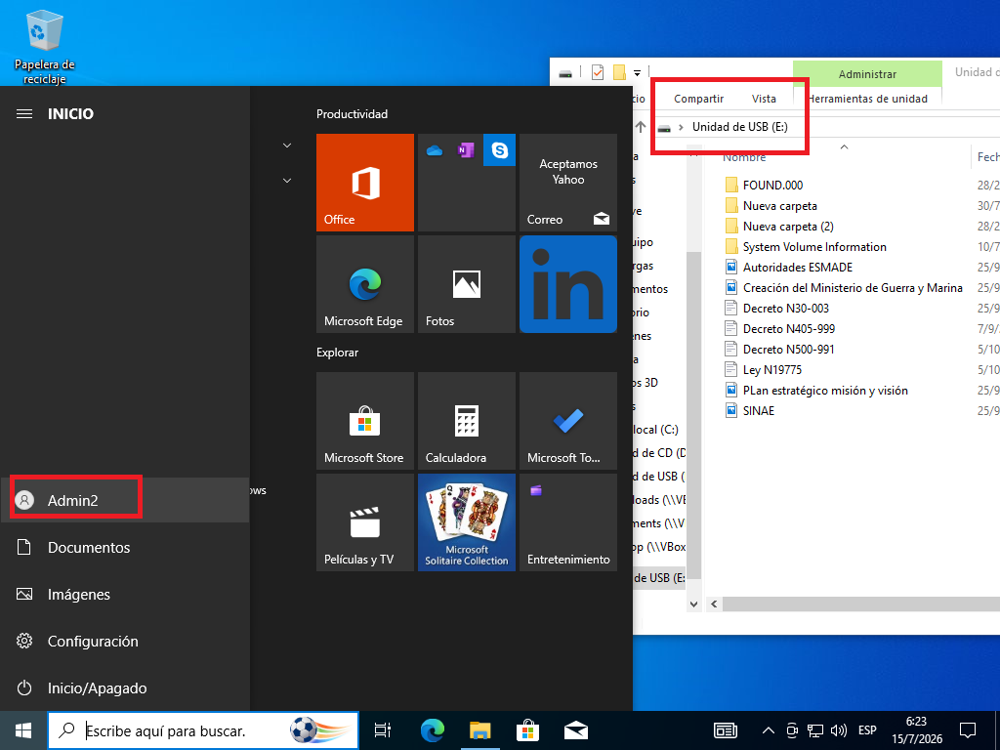 Papelera de
reciclaje
INICIO
Admin2
Documentos
Imágenes
Configuración
Inicio/Apagado
ows
Productividad
Office
Aceptamos
Yahoo
Correo
Microsoft Edge
Fotos
in
Explorar
Microsoft Store
Calculadora
Microsoft To...
Películas y TV
Microsoft
Solitaire Collection
Entretenimiento
Administrar
Unidad d
cio
Compartir
Vista
Herramientas de unidad
Unidad de USB (E:)
Nombre
Fech
FOUND.000
28/2
Nueva carpeta
30/7
Nueva carpeta (2)
28/2
System Volume Information
10/7
Autoridades ESMADE
25/9
Creación del Ministerio de Guerra y Marina
25/9
Decreto N30-003
25/9
Decreto N405-999
7/9/
Decreto N500-991
5/10
Ley N19775
5/10
PLan estratégico misión y visión
25/9
SINAE
25/9
a
s
ve
uipo
rgas
mentos
orio
enes
a
os 3D
s
local (C:)
d de CD (D
d de USB (
loads (\\VB
ments (\\V
op (\\VBox
de USB (E:
Escribe aquí para buscar.
ESP
6:23
15/7/2026